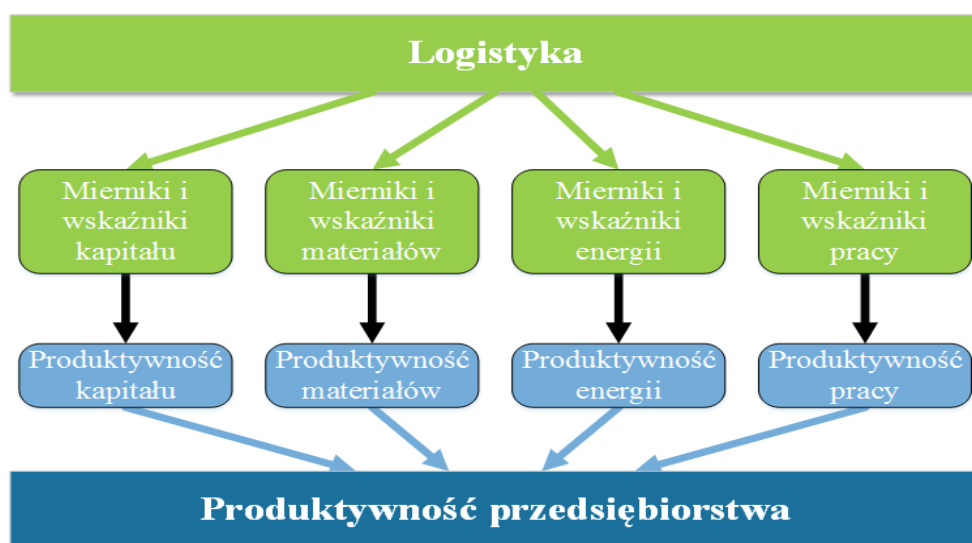 Logistyka
Mierniki i
wskaźniki
kapitału
Mierniki i
wskaźniki
materiałów
Mierniki i
wskaźniki
energii
Mierniki i
wskaźniki
pracy
Produktywność
kapitału
Produktywność
materiałów
Produktywność
energii
Produktywność
pracy
Produktywność przedsiębiorstwa